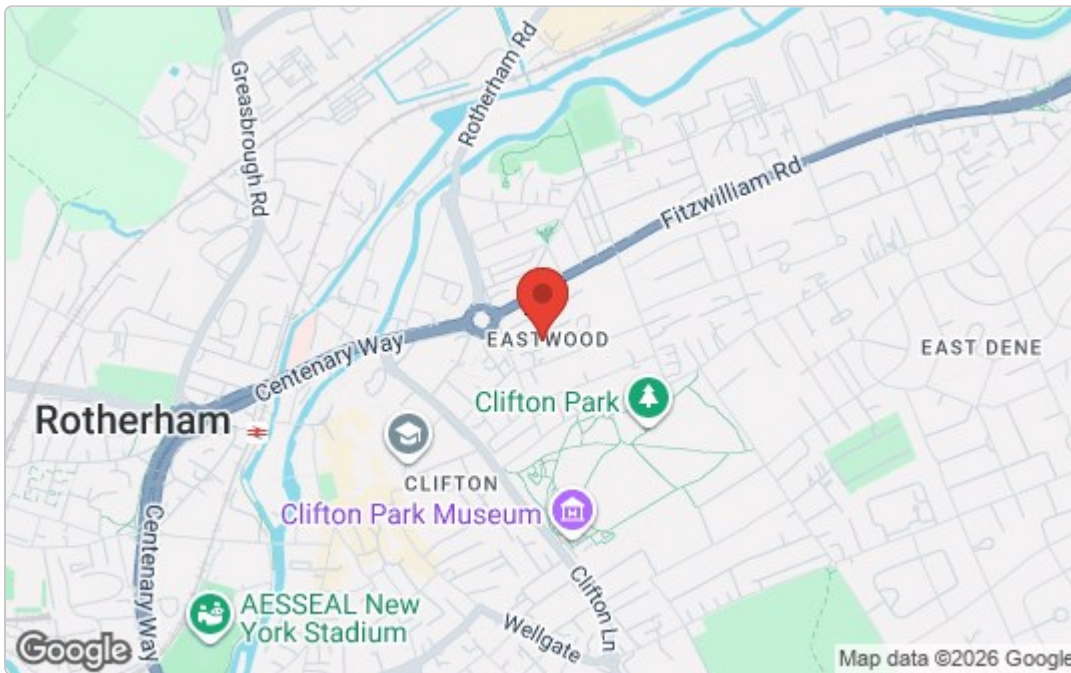 Greasbrough Rd
Rotherham Rd
Fitzwilliam Rd
EASTWOOD
EAST DENE
Centenary Way
Clifton Park
Rotherham
CLIFTON
Clifton Park Museum
Centenary Way
Clifton Ln
AESSEAL New
York Stadium
Wellgate
Google
Map data ©2026 Google